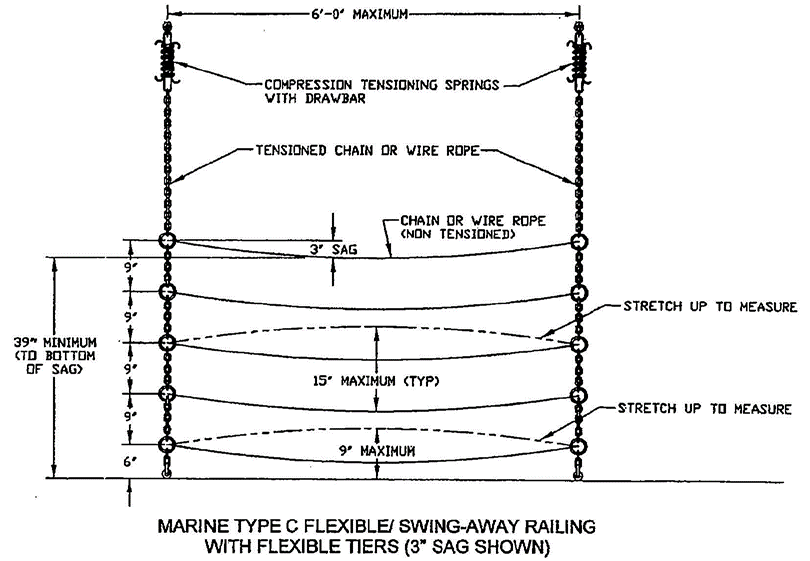 6'-0" MAXIMUM
COMPRESSION TENSIONING SPRINGS
WITH DRAWBAR
TENSIONED CHAIN OR WIRE ROPE
CHAIN OR WIRE ROPE
(NON TENSIONED)
3" SAG
9"
9"
STRETCH UP TO MEASURE
39" MINIMUM
(TO BOTTOM
OF SAG)
9"
15" MAXIMUM (TYP)
9"
STRETCH UP TO MEASURE
9" MAXIMUM
6"
MARINE TYPE C FLEXIBLE/ SWING-AWAY RAILING
WITH FLEXIBLE TIERS (3" SAG SHOWN)